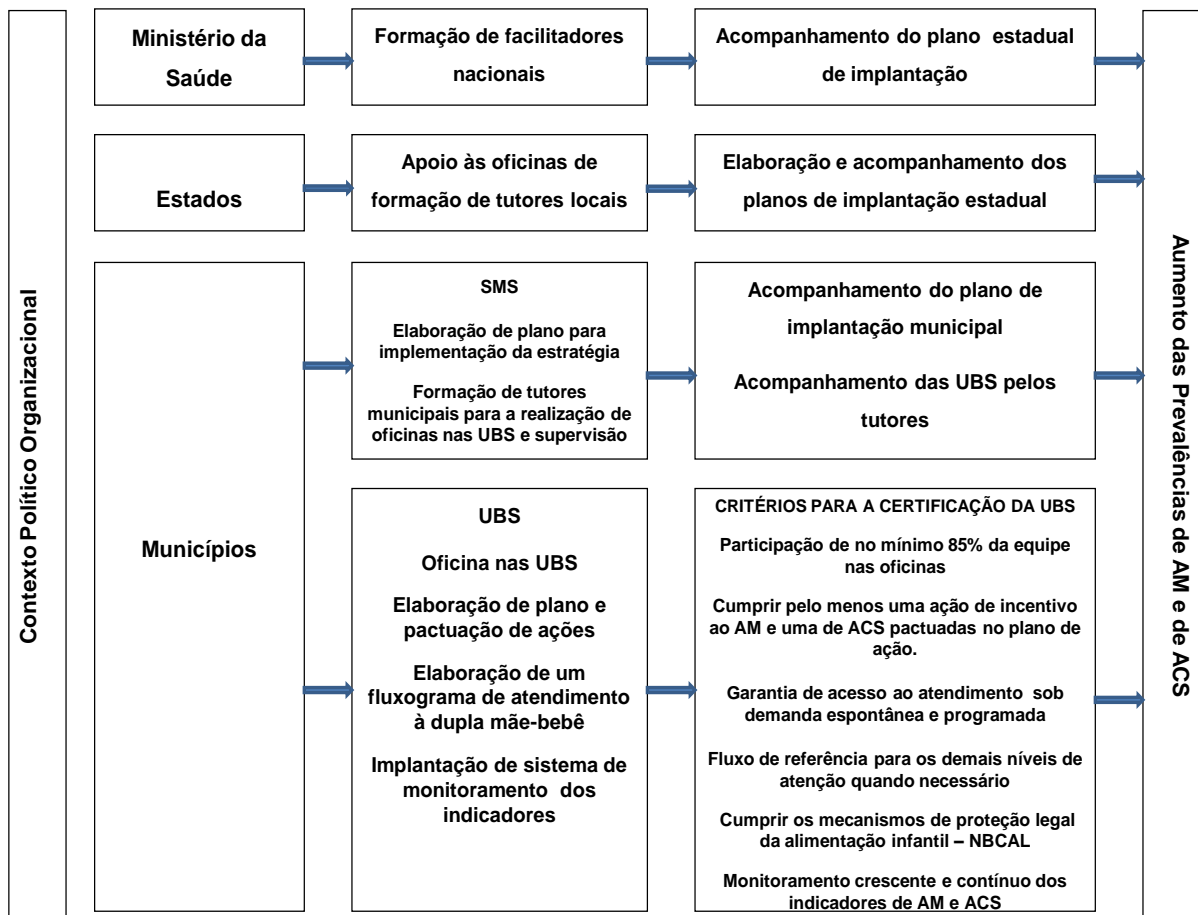 Contexto Político Organizacional
Ministério da
Saúde
Formação de facilitadores
nacionais
Acompanhamento do plano estadual
de implantação
Estados
Apoio às oficinas de
formação de tutores locais
Elaboração e acompanhamento dos
planos de implantação estadual
Municípios
SMS
Elaboração de plano para
implementação da estratégia
Formação de tutores
municipais para a realização de
oficinas nas UBS e supervisão
Acompanhamento do plano de
implantação municipal
Acompanhamento das UBS pelos
tutores
UBS
Oficina nas UBS
Elaboração de plano e
pactuação de ações
Elaboração de um
fluxograma de atendimento
à dupla mãe-bebê
Implantação de sistema de
monitoramento dos
indicadores
CRITÉRIOS PARA A CERTIFICAÇÃO DA UBS
Participação de no mínimo 85% da equipe
nas oficinas
Cumprir pelo menos uma ação de incentivo
ao AM e uma de ACS pactuadas no plano de
ação.
Garantia de acesso ao atendimento sob
demanda espontânea e programada
Fluxo de referência para os demais níveis de
atenção quando necessário
Cumprir os mecanismos de proteção legal
da alimentação infantil – NBCAL
Monitoramento crescente e contínuo dos
indicadores de AM e ACS
Aumento das Prevalências de AM e de ACS